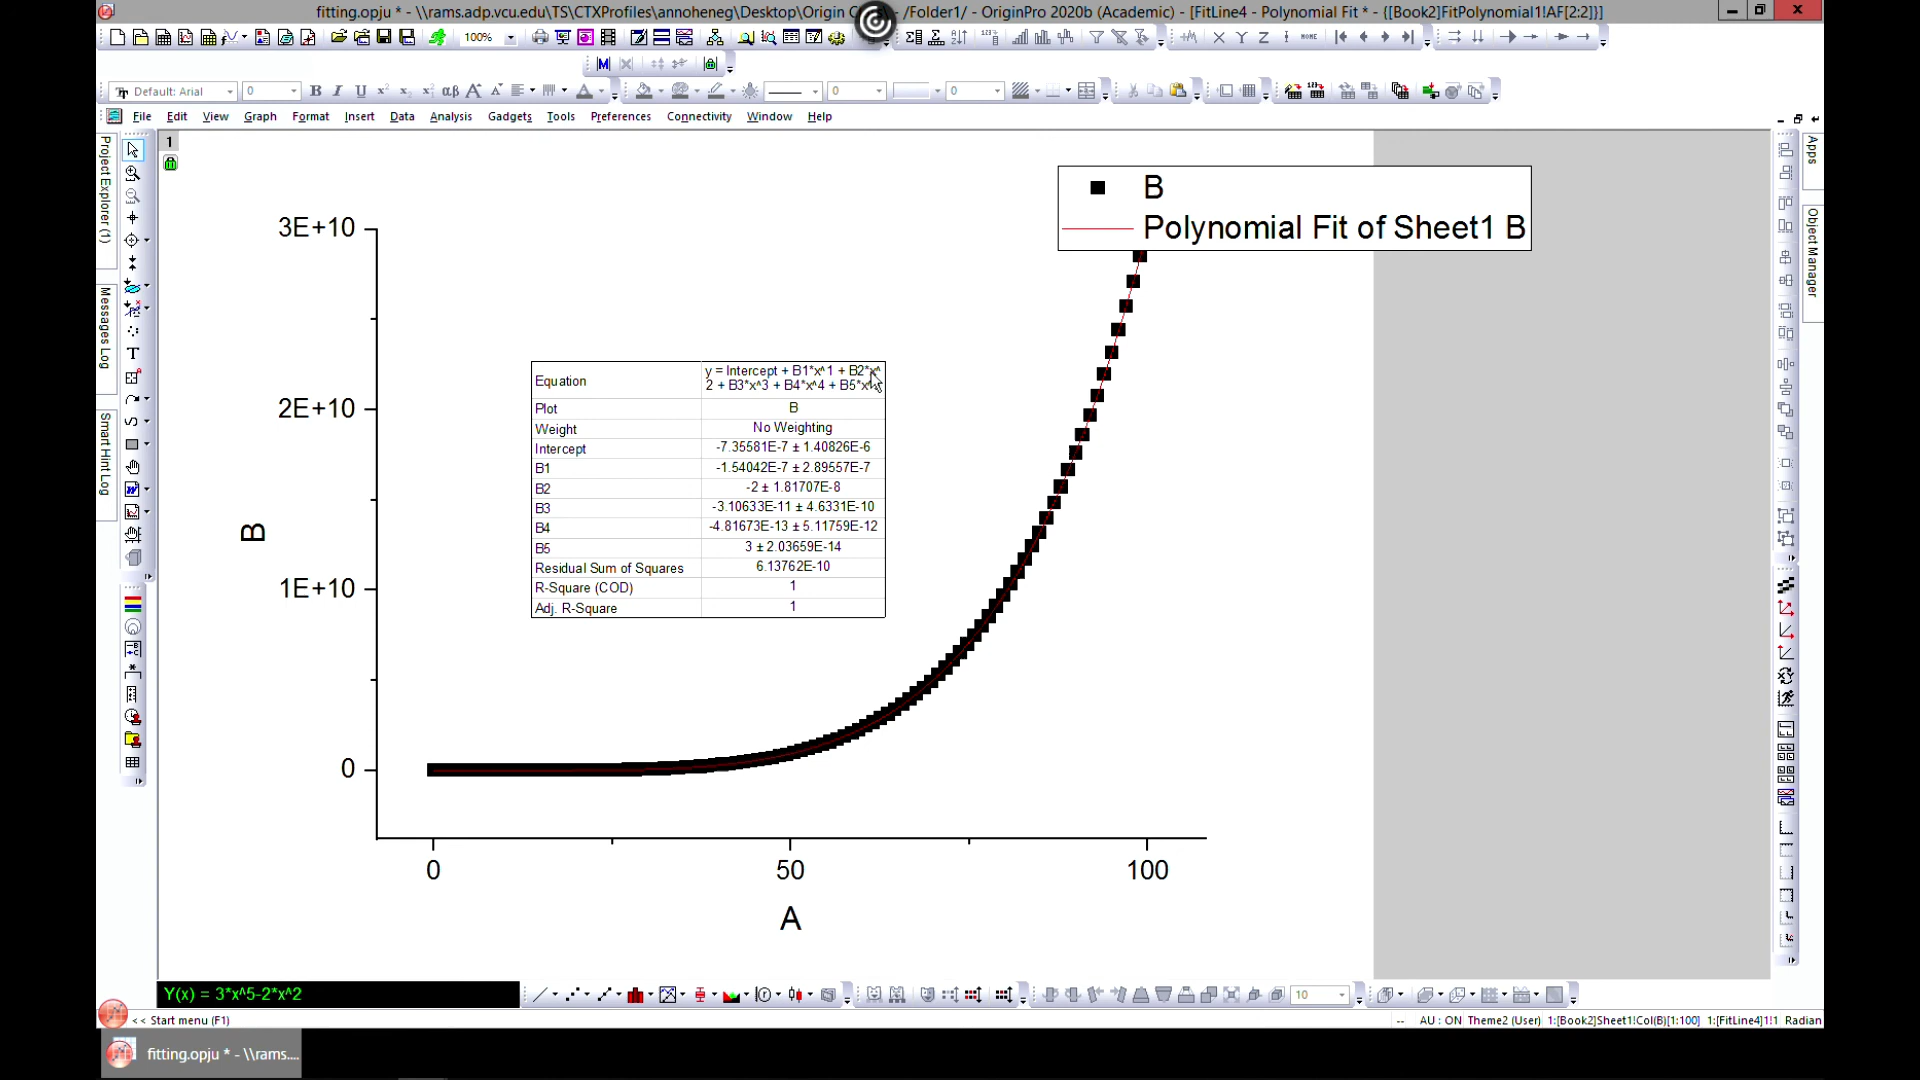 fitting.opju * - \\rams.adp.vcu.edu\TS\CTXProfiles\annoheneg\Desktop\Origin - /Folder1/ - OriginPro 2020b (Academic) - [FitLine4 - Polynomial Fit * - {[Book2]FitPolynomial1!AF[2:2]}]
100%
Default: Arial
0
B I U
αβ
0
0
File Edit View Graph Format Insert Data Analysis Gadgets Tools Preferences Connectivity Window Help
Project Explorer (1)
Messages Log
Smart Hint Log
Apps
Object Manager
1
B
Polynomial Fit of Sheet1 B
3E+10
2E+10
1E+10
0
B
Equation
y = Intercept + B1*x^1 + B2*x^
2 + B3*x^3 + B4*x^4 + B5*x
Plot B
Weight No Weighting
Intercept -7.35581E-7 ± 1.40826E-6
B1 -1.54042E-7 ± 2.89557E-7
B2 -2 ± 1.81707E-8
B3 -3.10633E-11 ± 4.6331E-10
B4 -4.81673E-13 ± 5.11759E-12
B5 3 ± 2.03659E-14
Residual Sum of Squares 6.13762E-10
R-Square (COD) 1
Adj. R-Square 1
0 50 100
A
Y(x) = 3*x^5-2*x^2
10
<< Start menu (F1)
-- AU : ON Theme2 (User) 1:[Book2]Sheet1!Col(B)[1:100] 1:[FitLine4]1!1 Radian
fitting.opju * - \\rams....